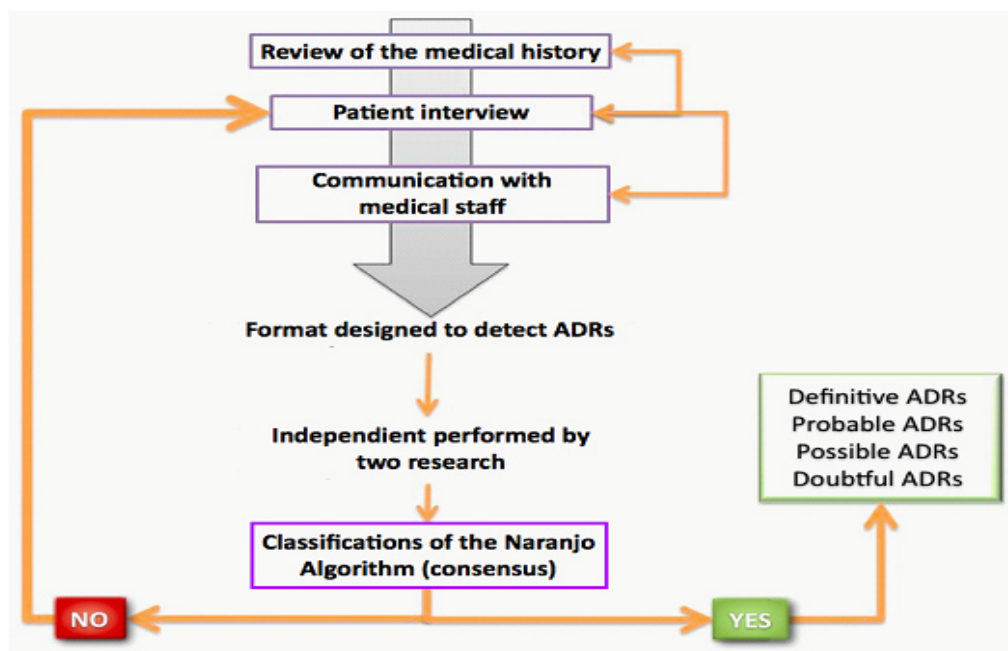 Review of the medical history
Patient interview
Communication with
medical staff
Format designed to detect ADRs
Independent performed by
two research
Classifications of the Naranjo
Algorithm (consensus)
NO
YES
Definitive ADRs
Probable ADRs
Possible ADRs
Doubtful ADRs